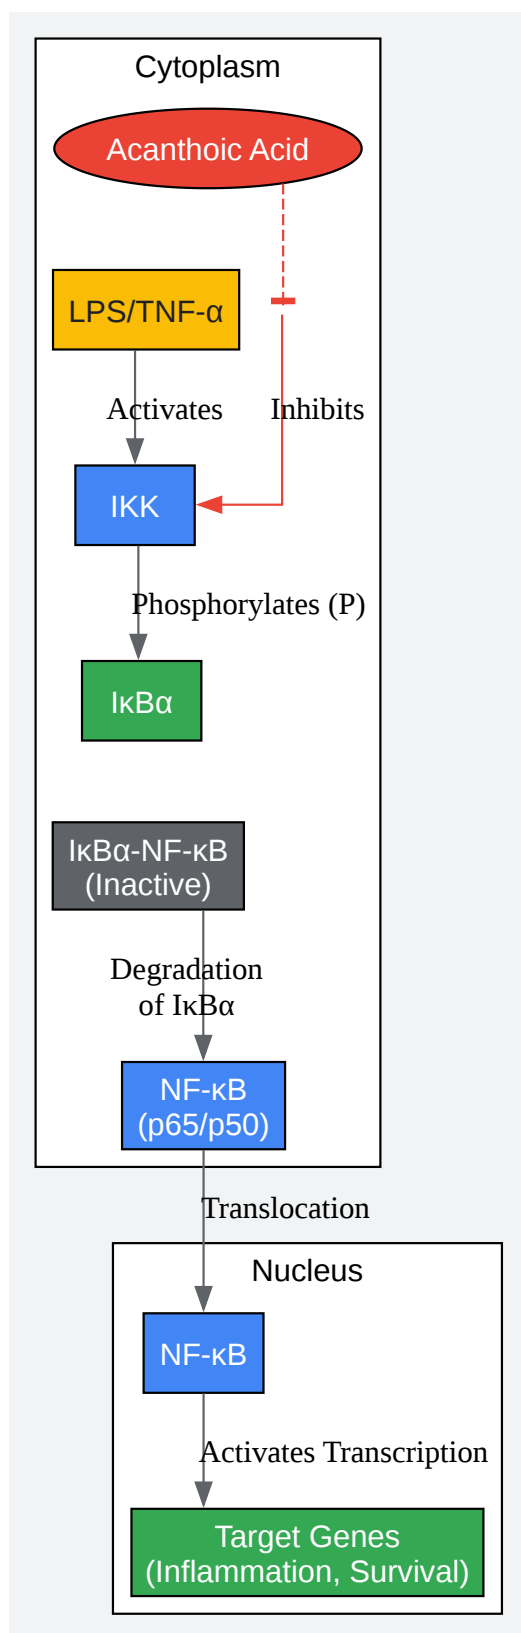 Cytoplasm
Acanthoic Acid
LPS/TNF-α
Activates
Inhibits
IKK
Phosphorylates (P)
IκBα
IκBα-NF-κB
(Inactive)
Degradation
of IκBα
NF-κB
(p65/p50)
Translocation
Nucleus
NF-κB
Activates Transcription
Target Genes
(Inflammation, Survival)